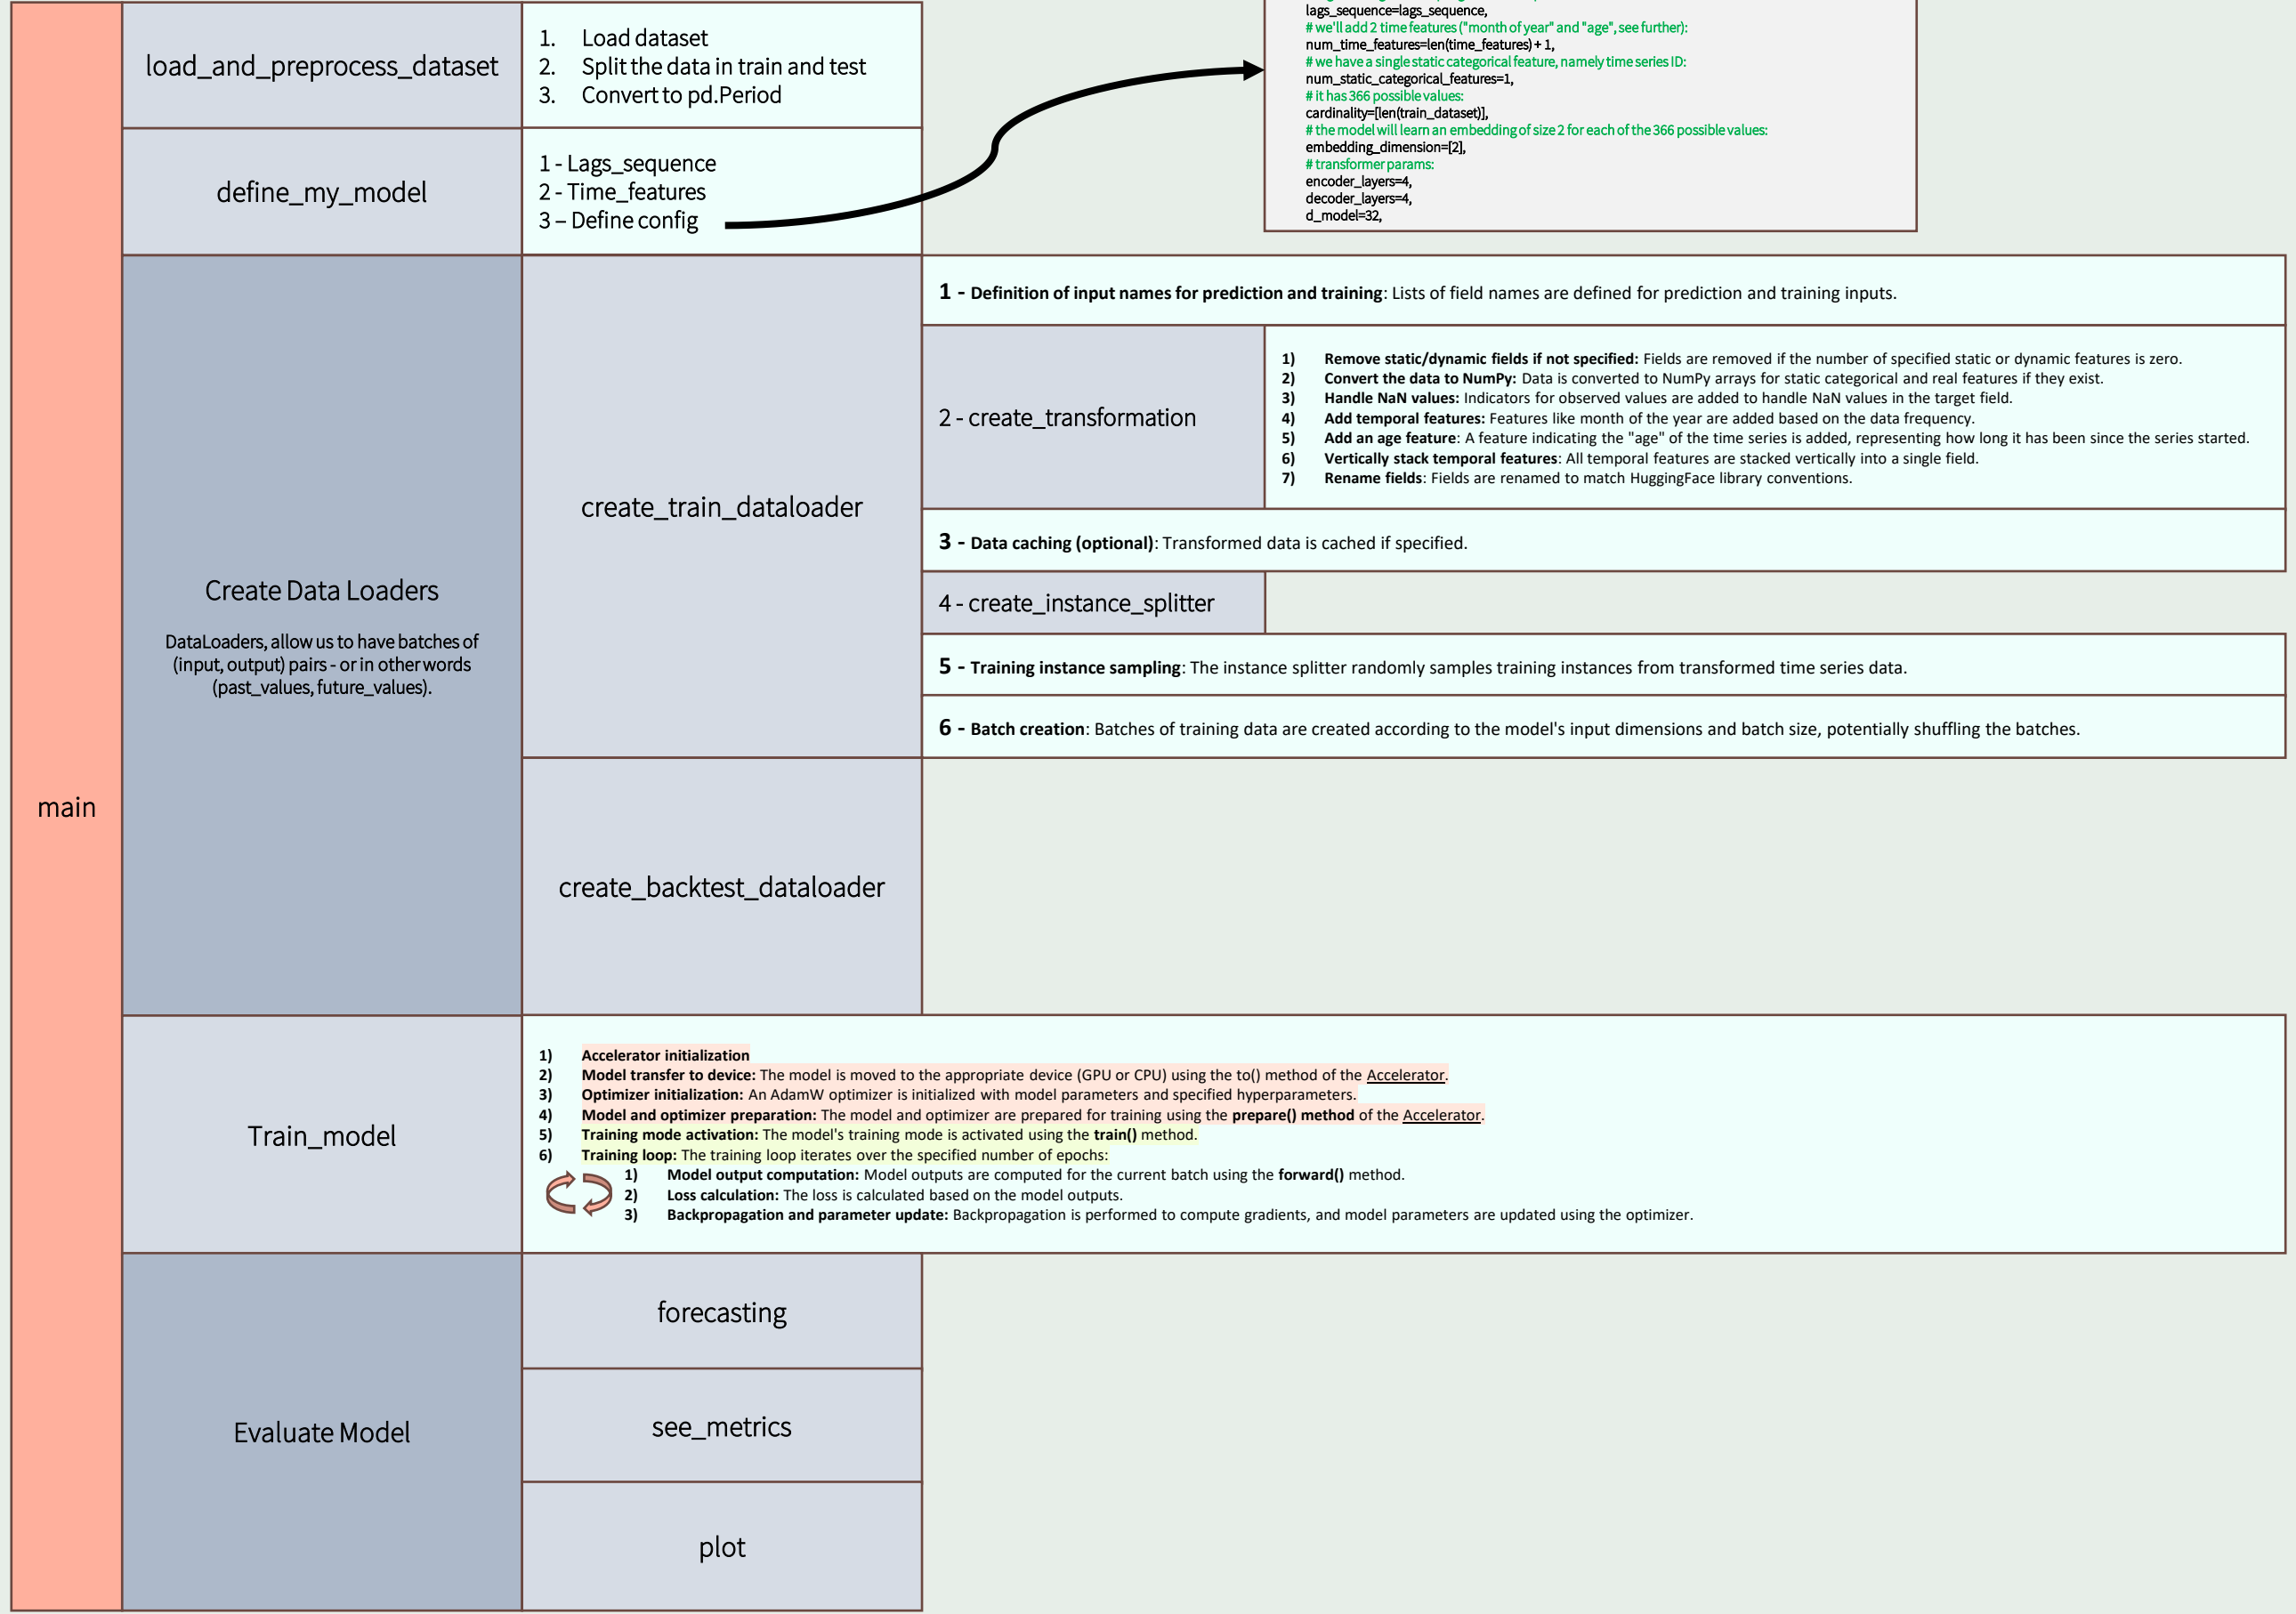 main
load_and_preprocess_dataset
1. Load dataset
2. Split the data in train and test
3. Convert to pd.Period
define_my_model
1 - Lags_sequence
2 - Time_features
3 – Define config
lags_sequence=lags_sequence,
# we'll add 2 time features ("month of year" and "age", see further):
num_time_features=len(time_features) + 1,
# we have a single static categorical feature, namely time series ID:
num_static_categorical_features=1,
# it has 366 possible values:
cardinality=[len(train_dataset)],
# the model will learn an embedding of size 2 for each of the 366 possible values:
embedding_dimension=[2],
# transformer params:
encoder_layers=4,
decoder_layers=4,
d_model=32,
Create Data Loaders
DataLoaders, allow us to have batches of
(input, output) pairs - or in other words
(past_values, future_values).
create_train_dataloader
1 - Definition of input names for prediction and training: Lists of field names are defined for prediction and training inputs.
2 - create_transformation
1) Remove static/dynamic fields if not specified: Fields are removed if the number of specified static or dynamic features is zero.
2) Convert the data to NumPy: Data is converted to NumPy arrays for static categorical and real features if they exist.
3) Handle NaN values: Indicators for observed values are added to handle NaN values in the target field.
4) Add temporal features: Features like month of the year are added based on the data frequency.
5) Add an age feature: A feature indicating the "age" of the time series is added, representing how long it has been since the series started.
6) Vertically stack temporal features: All temporal features are stacked vertically into a single field.
7) Rename fields: Fields are renamed to match HuggingFace library conventions.
3 - Data caching (optional): Transformed data is cached if specified.
4 - create_instance_splitter
5 - Training instance sampling: The instance splitter randomly samples training instances from transformed time series data.
6 - Batch creation: Batches of training data are created according to the model's input dimensions and batch size, potentially shuffling the batches.
create_backtest_dataloader
Train_model
1) Accelerator initialization
2) Model transfer to device: The model is moved to the appropriate device (GPU or CPU) using the to() method of the Accelerator.
3) Optimizer initialization: An AdamW optimizer is initialized with model parameters and specified hyperparameters.
4) Model and optimizer preparation: The model and optimizer are prepared for training using the prepare() method of the Accelerator.
5) Training mode activation: The model's training mode is activated using the train() method.
6) Training loop: The training loop iterates over the specified number of epochs:
1) Model output computation: Model outputs are computed for the current batch using the forward() method.
2) Loss calculation: The loss is calculated based on the model outputs.
3) Backpropagation and parameter update: Backpropagation is performed to compute gradients, and model parameters are updated using the optimizer.
Evaluate Model
forecasting
see_metrics
plot